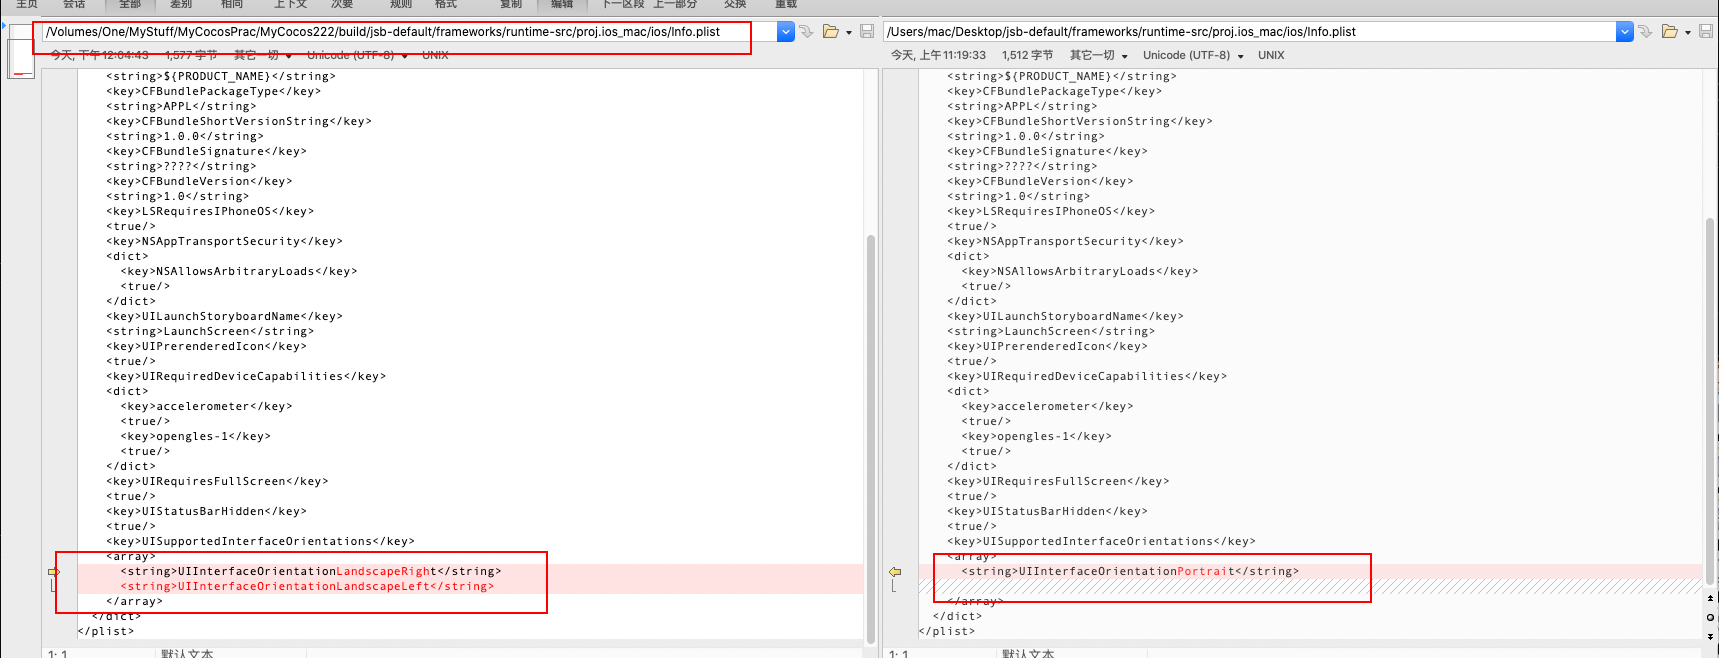 主页 会话 全部 差别 相同 上下文 次要 规则 格式 复制 编辑 下一区段 上一部分 交换 重载
/Volumes/One/MyStuff/MyCocosPrac/MyCocos222/build/jsb-default/frameworks/runtime-src/proj.ios_mac/ios/Info.plist
今天, 下午12:04:43 1,577 字节 其它一切 Unicode (UTF-8) UNIX
<string>${PRODUCT_NAME}</string>
<key>CFBundlePackageType</key>
<string>APPL</string>
<key>CFBundleShortVersionString</key>
<string>1.0.0</string>
<key>CFBundleSignature</key>
<string>????</string>
<key>CFBundleVersion</key>
<string>1.0</string>
<key>LSRequiresIPhoneOS</key>
<true/>
<key>NSAppTransportSecurity</key>
<dict>
<key>NSAllowsArbitraryLoads</key>
<true/>
</dict>
<key>UILaunchStoryboardName</key>
<string>LaunchScreen</string>
<key>UIPrerenderedIcon</key>
<true/>
<key>UIRequiredDeviceCapabilities</key>
<dict>
<key>accelerometer</key>
<true/>
<key>opengles-1</key>
<true/>
</dict>
<key>UIRequiresFullScreen</key>
<true/>
<key>UIStatusBarHidden</key>
<true/>
<key>UISupportedInterfaceOrientations</key>
<array>
<string>UIInterfaceOrientationLandscapeRight</string>
<string>UIInterfaceOrientationLandscapeLeft</string>
</array>
</dict>
</plist>
1: 1 默认文本
/Users/mac/Desktop/jsb-default/frameworks/runtime-src/proj.ios_mac/ios/Info.plist
今天, 上午11:19:33 1,512 字节 其它一切 Unicode (UTF-8) UNIX
<string>${PRODUCT_NAME}</string>
<key>CFBundlePackageType</key>
<string>APPL</string>
<key>CFBundleShortVersionString</key>
<string>1.0.0</string>
<key>CFBundleSignature</key>
<string>????</string>
<key>CFBundleVersion</key>
<string>1.0</string>
<key>LSRequiresIPhoneOS</key>
<true/>
<key>NSAppTransportSecurity</key>
<dict>
<key>NSAllowsArbitraryLoads</key>
<true/>
</dict>
<key>UILaunchStoryboardName</key>
<string>LaunchScreen</string>
<key>UIPrerenderedIcon</key>
<true/>
<key>UIRequiredDeviceCapabilities</key>
<dict>
<key>accelerometer</key>
<true/>
<key>opengles-1</key>
<true/>
</dict>
<key>UIRequiresFullScreen</key>
<true/>
<key>UIStatusBarHidden</key>
<true/>
<key>UISupportedInterfaceOrientations</key>
<array>
<string>UIInterfaceOrientationPortrait</string>
</array>
</dict>
</plist>
1: 1 默认文本